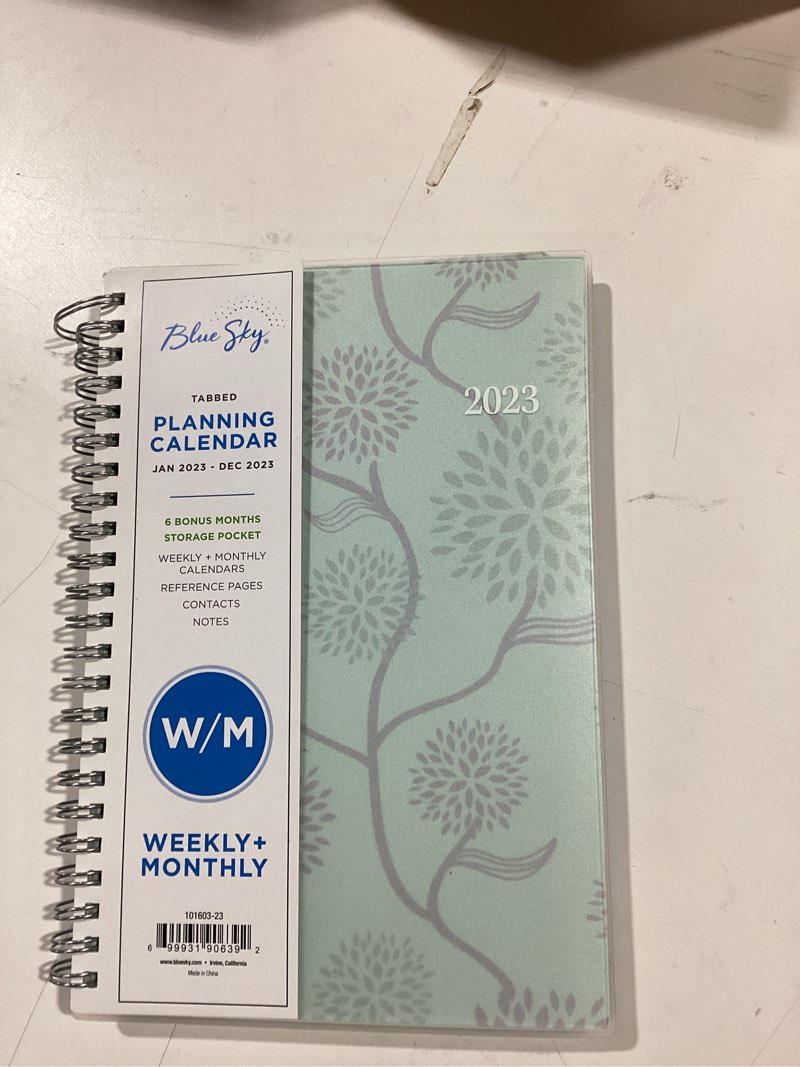 Blue Sky®
TABBED
PLANNING
CALENDAR
JAN 2023 - DEC 2023
6 BONUS MONTHS
STORAGE POCKET
WEEKLY + MONTHLY
CALENDARS
REFERENCE PAGES
CONTACTS
NOTES
W/M
WEEKLY+
MONTHLY
101603-23
6 99931 90639 2
www.bluesky.com • Irvine, California
Made in China
2023